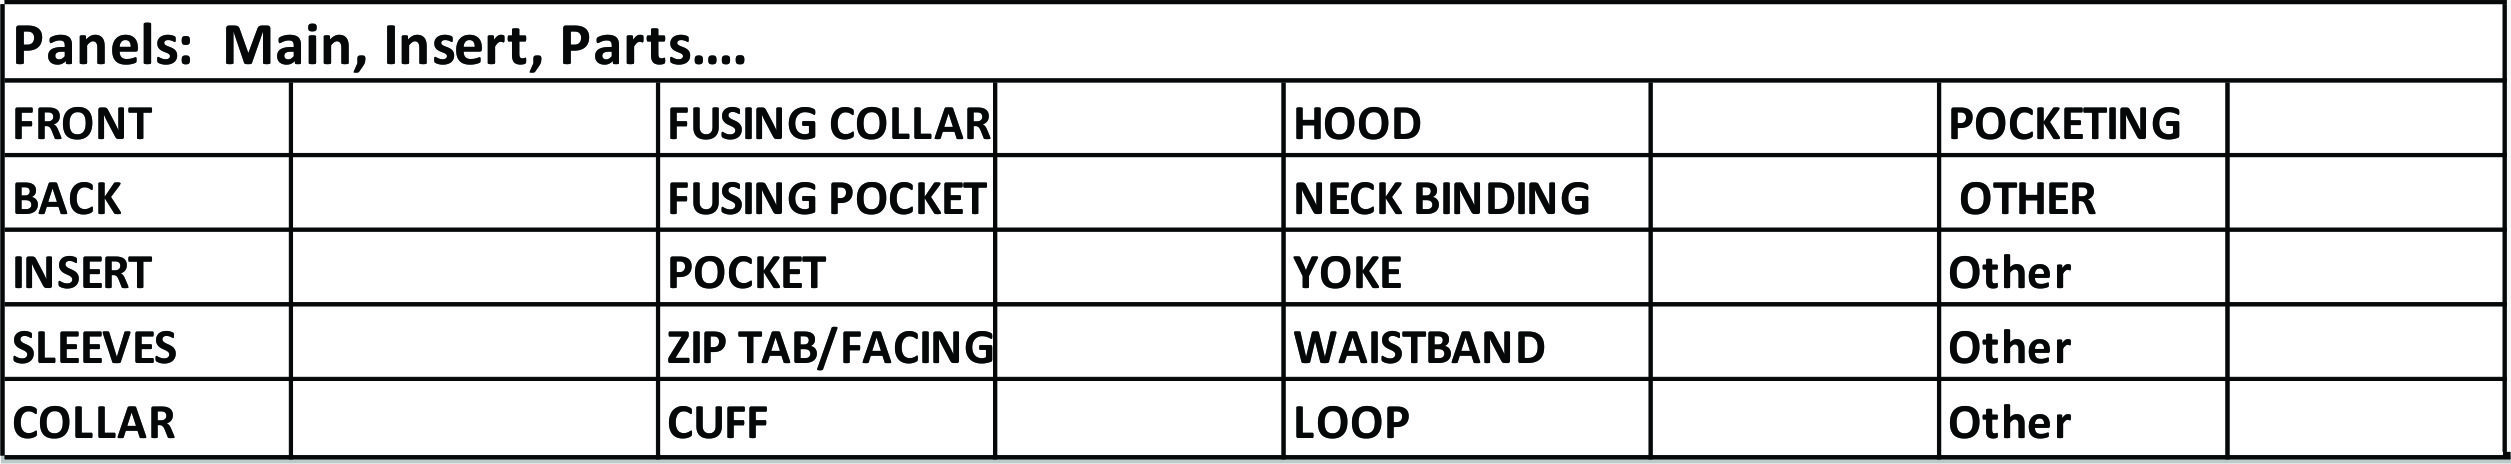 Panels:  Main, Insert, Parts....
FRONT FUSING COLLAR HOOD POCKETING
BACK FUSING POCKET NECK BINDING OTHER
INSERT POCKET YOKE Other
SLEEVES ZIP TAB/FACING WAISTBAND Other
COLLAR CUFF LOOP Other